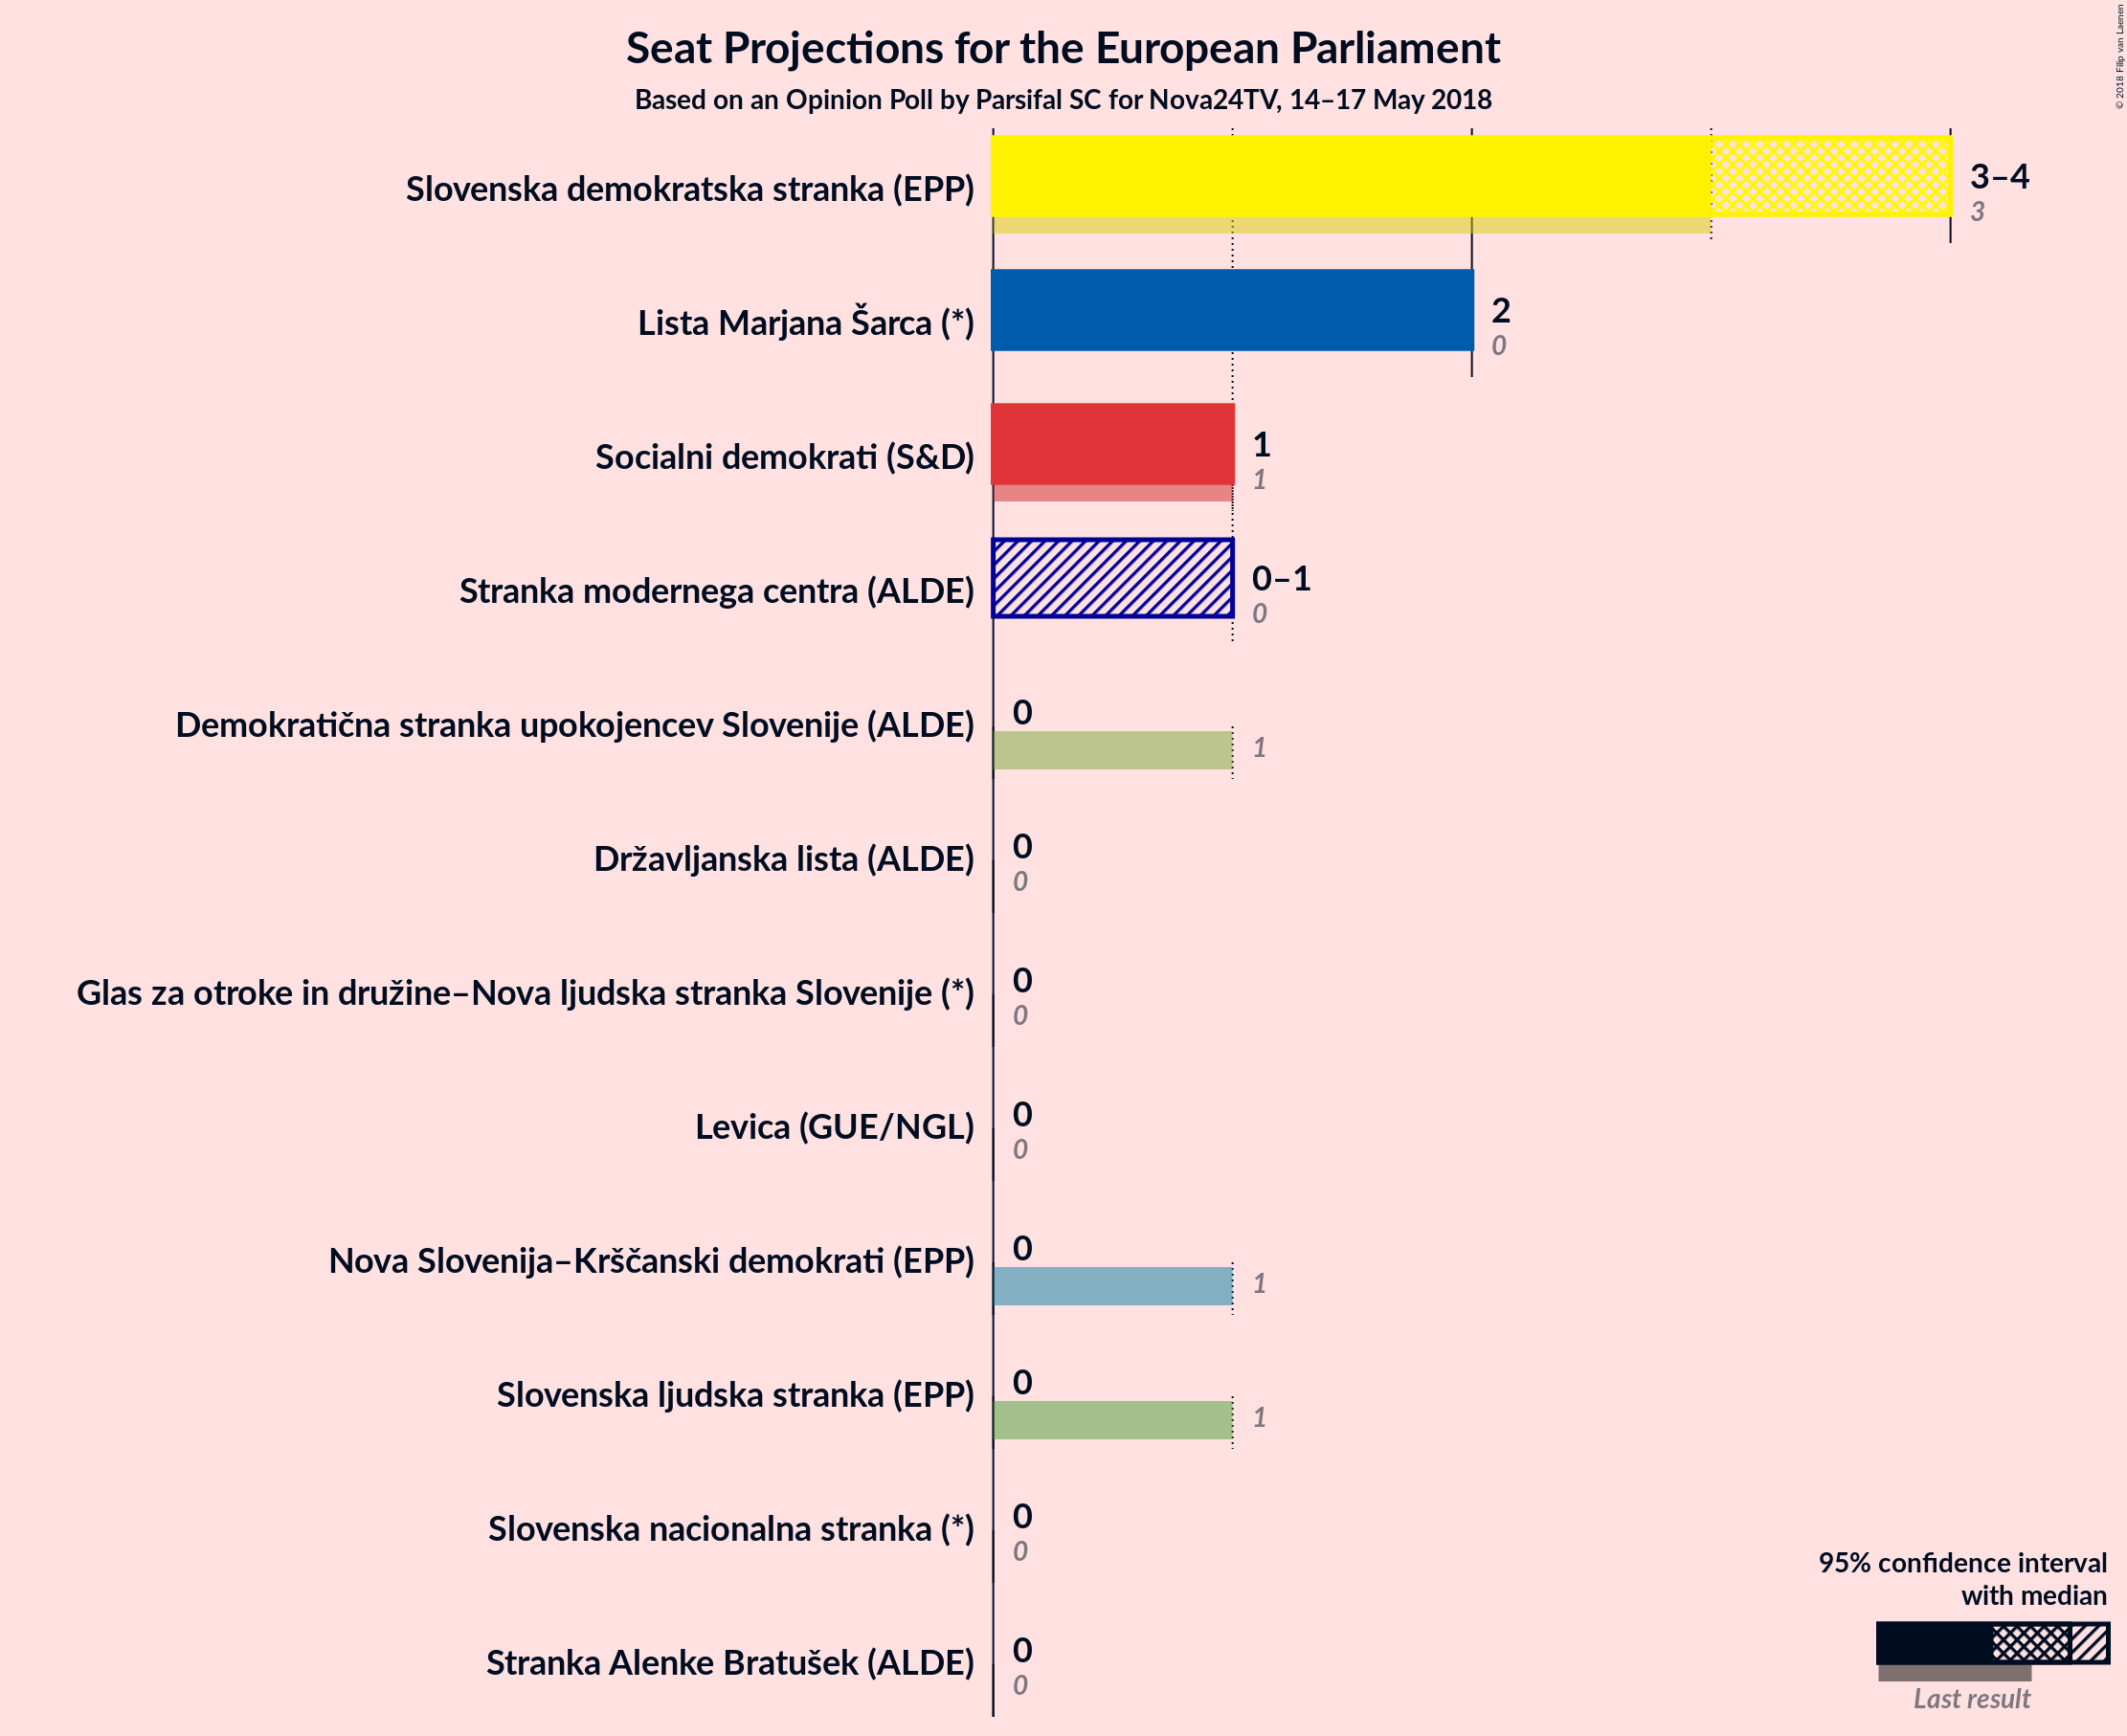 Seat Projections for the European Parliament
Based on an Opinion Poll by Parsifal SC for Nova24TV, 14–17 May 2018
© 2018 Filip van Laenen
Slovenska demokratska stranka (EPP)
3–4
3
Lista Marjana Šarca (*)
2
0
Socialni demokrati (S&D)
1
1
Stranka modernega centra (ALDE)
0–1
0
Demokratična stranka upokojencev Slovenije (ALDE)
0
1
Državljanska lista (ALDE)
0
0
Glas za otroke in družine–Nova ljudska stranka Slovenije (*)
0
0
Levica (GUE/NGL)
0
0
Nova Slovenija–Krščanski demokrati (EPP)
0
1
Slovenska ljudska stranka (EPP)
0
1
Slovenska nacionalna stranka (*)
0
0
Stranka Alenke Bratušek (ALDE)
0
0
95% confidence interval
with median
Last result